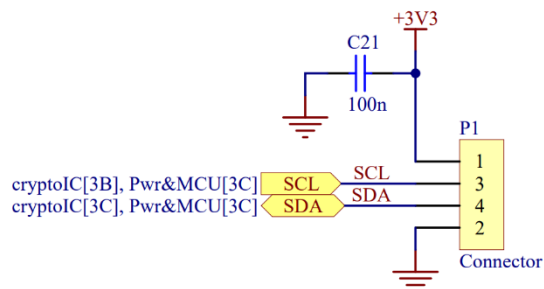 +3V3
C21
100n
P1
1
cryptoIC[3B], Pwr&MCU[3C] SCL SCL 3
cryptoIC[3C], Pwr&MCU[3C] SDA SDA 4
2
Connector